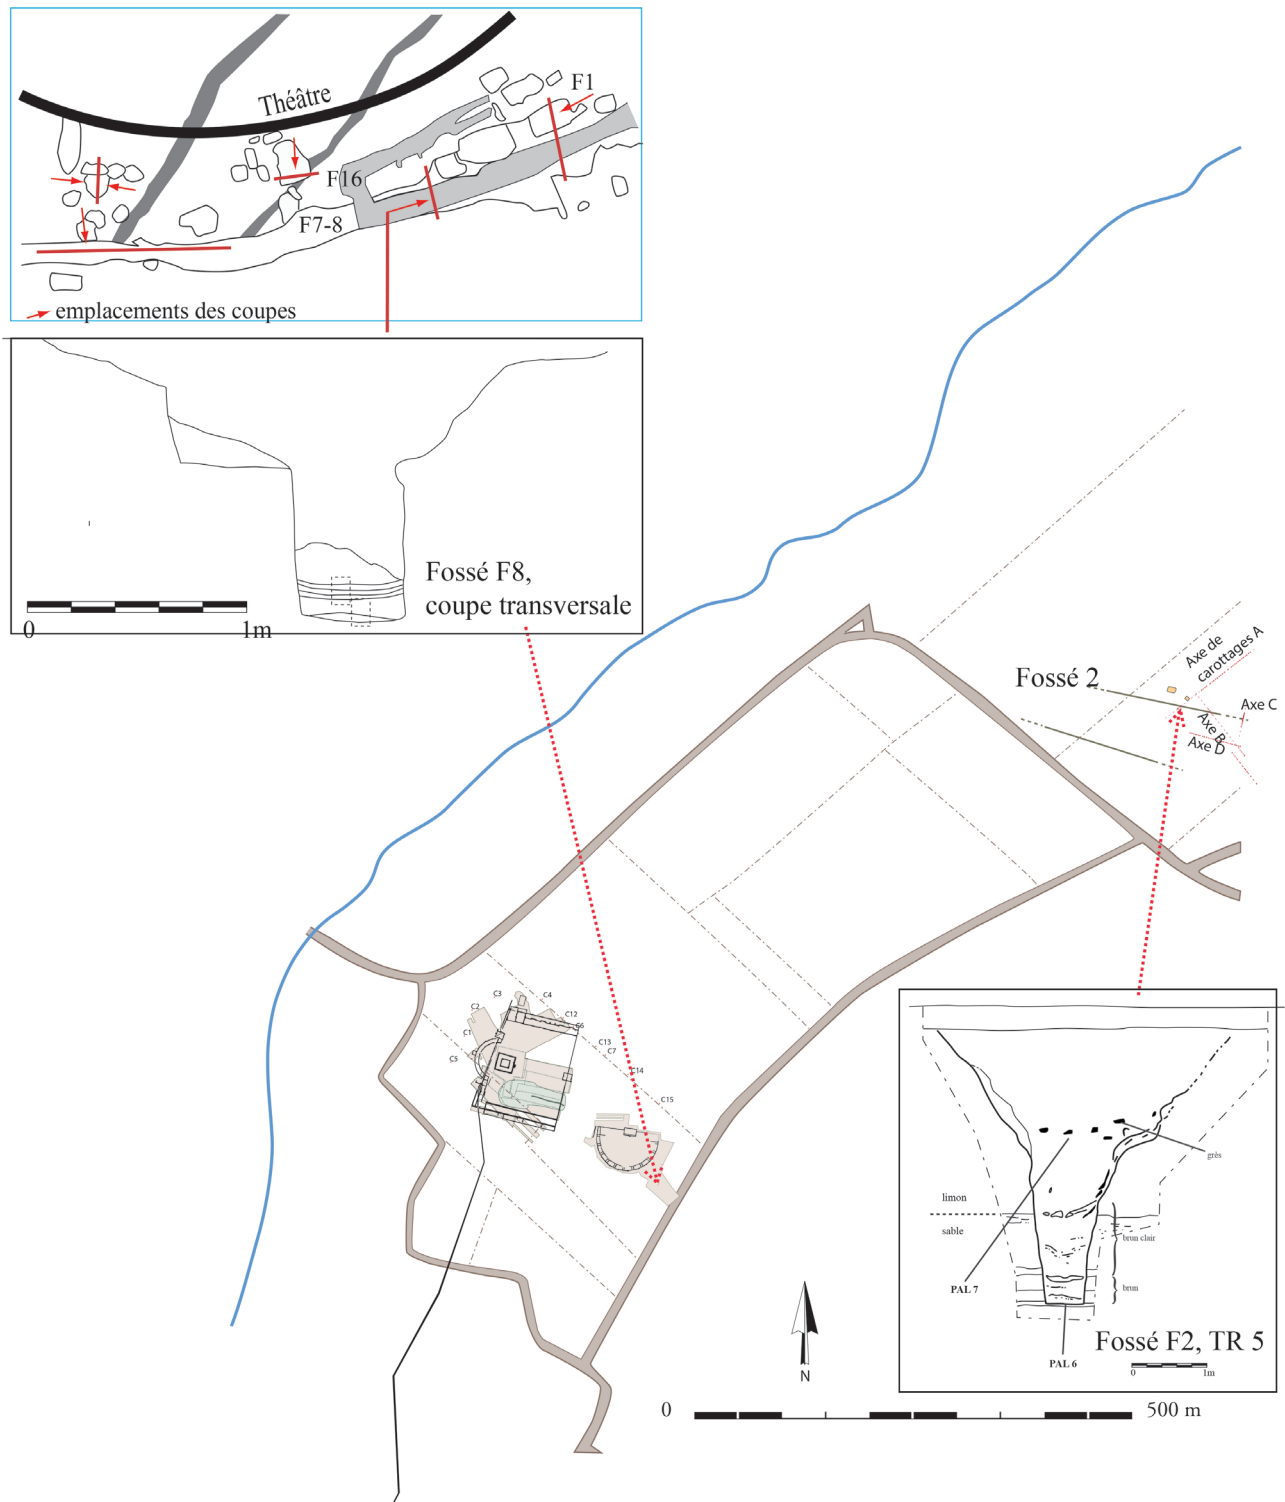 Théâtre
F1
F16
F7-8
emplacements des coupes
Fossé F8,
coupe transversale
0
1m
Fossé 2
Axe de
carottages A
Axe C
Axe B
Axe D
C3
C4
C2
C12
C6
C1
C13
C7
C5
C14
C15
grès
limon
sable
brun clair
brun
PAL 7
PAL 6
Fossé F2, TR 5
0
1m
N
0
500 m